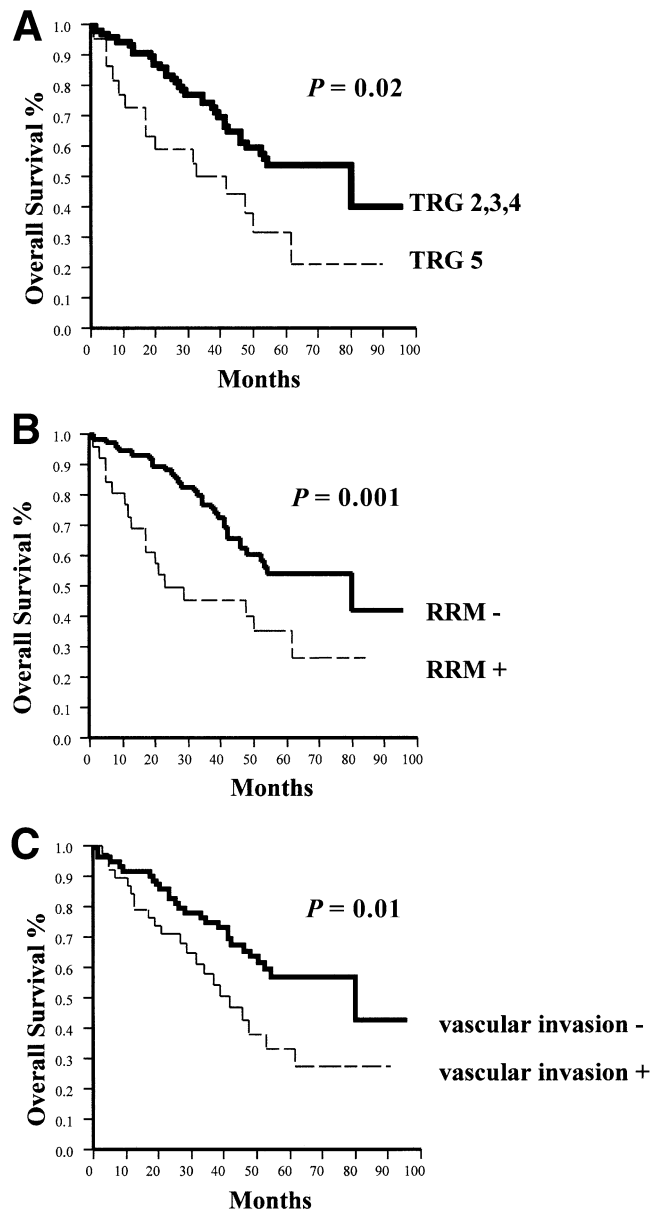 A
Overall Survival %
1.0
0.9
0.8
0.7
0.6
0.5
0.4
0.3
0.2
0.1
0.0
P = 0.02
TRG 2,3,4
TRG 5
0 10 20 30 40 50 60 70 80 90 100
Months
B
Overall Survival %
1.0
0.9
0.8
0.7
0.6
0.5
0.4
0.3
0.2
0.1
0.0
P = 0.001
RRM -
RRM +
0 10 20 30 40 50 60 70 80 90 100
Months
C
Overall Survival %
1.0
0.9
0.8
0.7
0.6
0.5
0.4
0.3
0.2
0.1
0.0
P = 0.01
vascular invasion -
vascular invasion +
0 10 20 30 40 50 60 70 80 90 100
Months